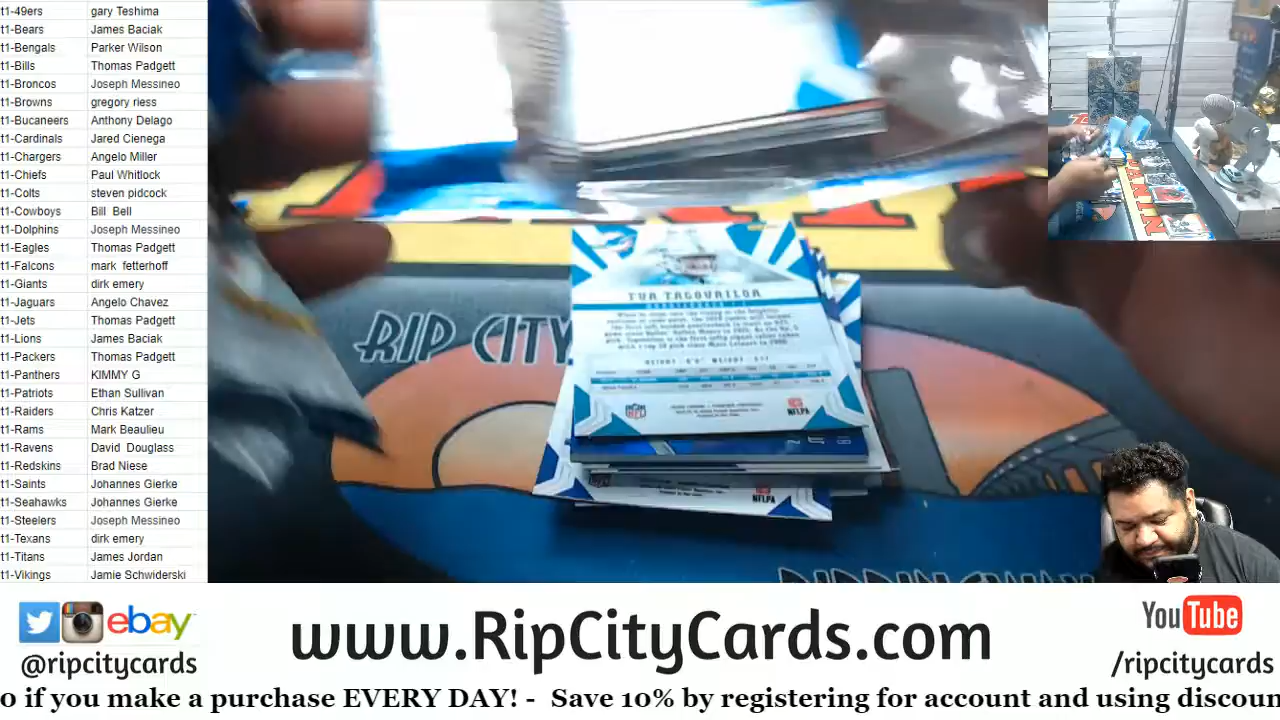 t1-49ers gary Teshima
t1-Bears James Baciak
t1-Bengals Parker Wilson
t1-Bills Thomas Padgett
t1-Broncos Joseph Messineo
t1-Browns gregory riess
t1-Bucaneers Anthony Delago
t1-Cardinals Jared Cienega
t1-Chargers Angelo Miller
t1-Chiefs Paul Whitlock
t1-Colts steven pidcock
t1-Cowboys Bill Bell
t1-Dolphins Joseph Messineo
t1-Eagles Thomas Padgett
t1-Falcons mark fetterhoff
t1-Giants dirk emery
t1-Jaguars Angelo Chavez
t1-Jets Thomas Padgett
t1-Lions James Baciak
t1-Packers Thomas Padgett
t1-Panthers KIMMY G
t1-Patriots Ethan Sullivan
t1-Raiders Chris Katzer
t1-Rams Mark Beaulieu
t1-Ravens David Douglass
t1-Redskins Brad Niese
t1-Saints Johannes Gierke
t1-Seahawks Johannes Gierke
t1-Steelers Joseph Messineo
t1-Texans dirk emery
t1-Titans James Jordan
t1-Vikings Jamie Schwiderski
RIP CITY
TUA TAGOVAILOA
NFLPA
NFLPA
PANIN
ebay
@ripcitycards
www.RipCityCards.com
YouTube
/ripcitycards
o if you make a purchase EVERY DAY! - Save 10% by registering for account and using discoun